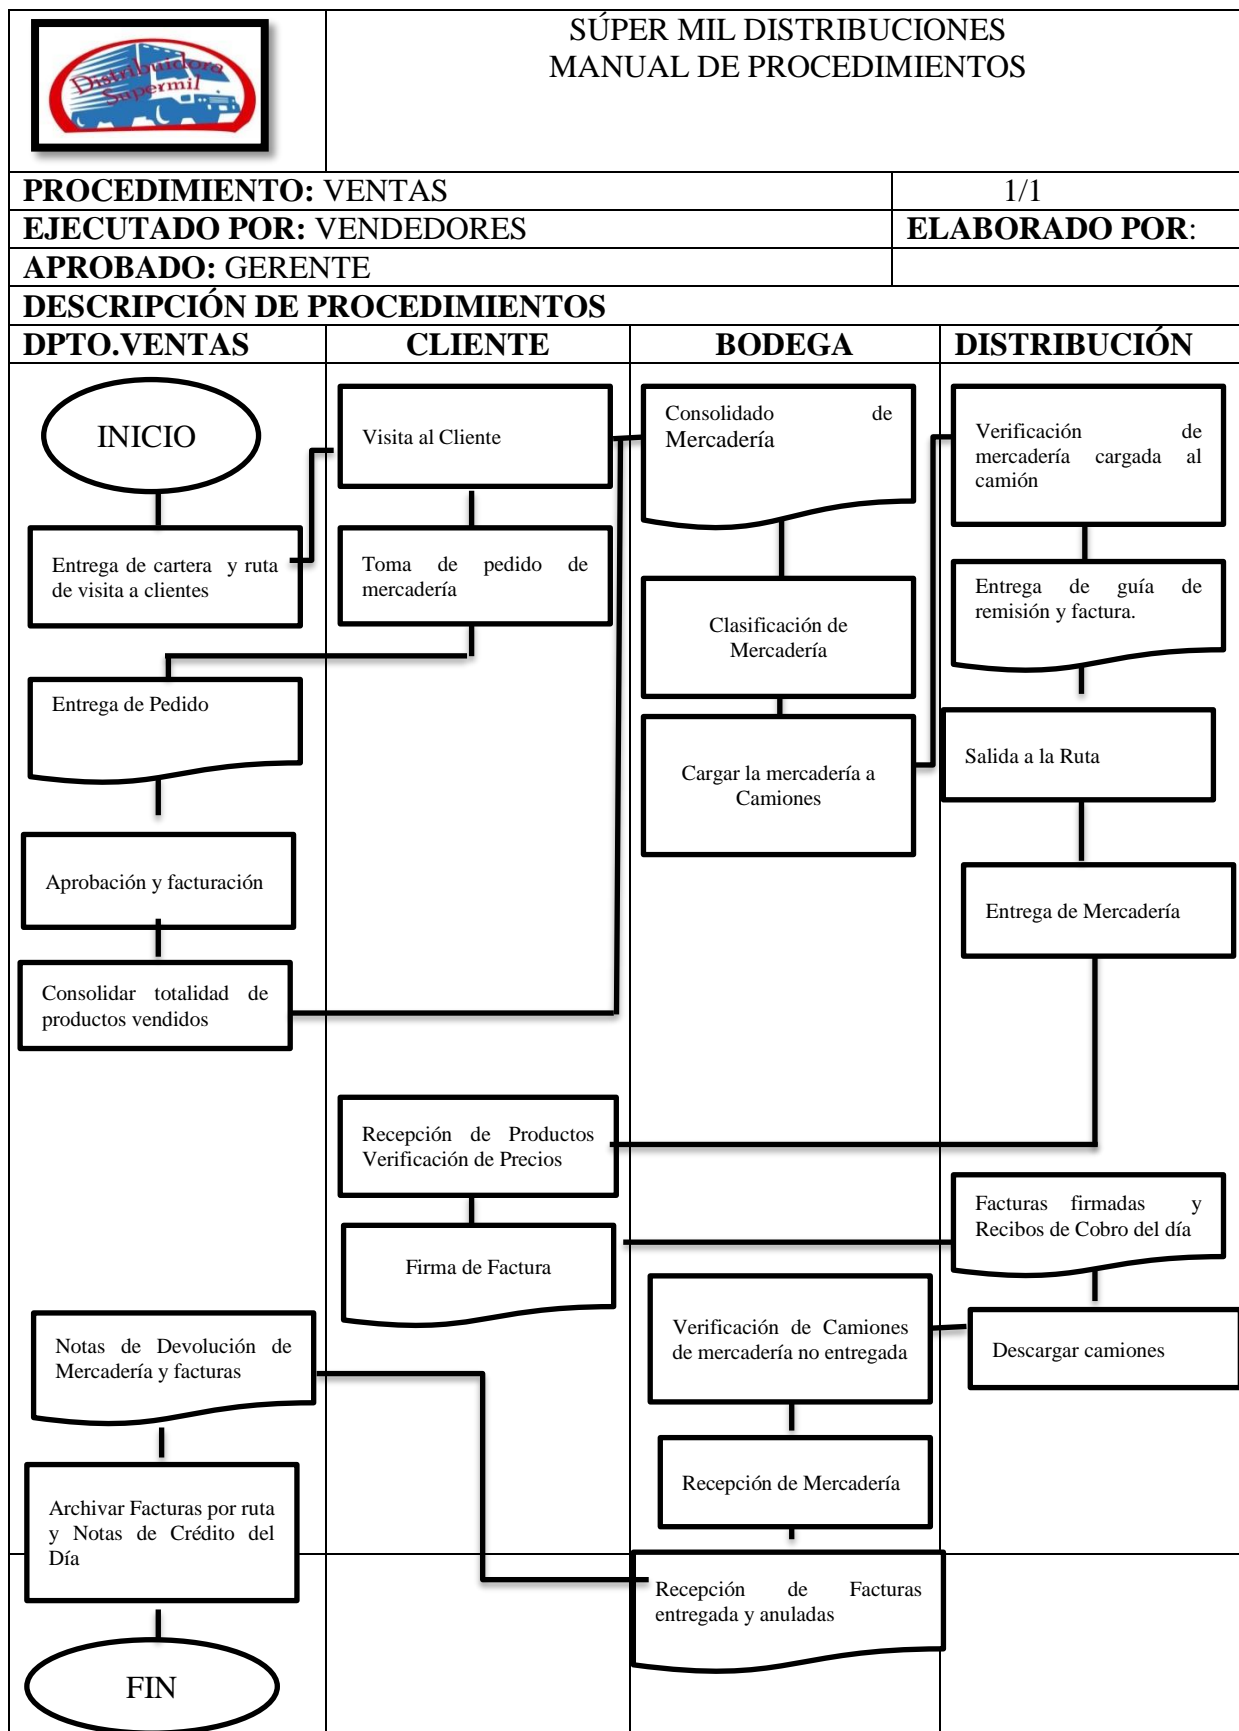 Distribuidora
Supermil
SÚPER MIL DISTRIBUCIONES
MANUAL DE PROCEDIMIENTOS
PROCEDIMIENTO: VENTAS
1/1
EJECUTADO POR: VENDEDORES
ELABORADO POR:
APROBADO: GERENTE
DESCRIPCIÓN DE PROCEDIMIENTOS
DPTO.VENTAS
CLIENTE
BODEGA
DISTRIBUCIÓN
INICIO
Visita al Cliente
Consolidado de
Mercadería
Verificación de
mercadería cargada al
camión
Entrega de cartera y ruta
de visita a clientes
Toma de pedido de
mercadería
Clasificación de
Mercadería
Entrega de guía de
remisión y factura.
Entrega de Pedido
Cargar la mercadería a
Camiones
Salida a la Ruta
Aprobación y facturación
Entrega de Mercadería
Consolidar totalidad de
productos vendidos
Recepción de Productos
Verificación de Precios
Facturas firmadas y
Recibos de Cobro del día
Firma de Factura
Verificación de Camiones
de mercadería no entregada
Descargar camiones
Notas de Devolución de
Mercadería y facturas
Recepción de Mercadería
Archivar Facturas por ruta
y Notas de Crédito del
Día
Recepción de Facturas
entregada y anuladas
FIN